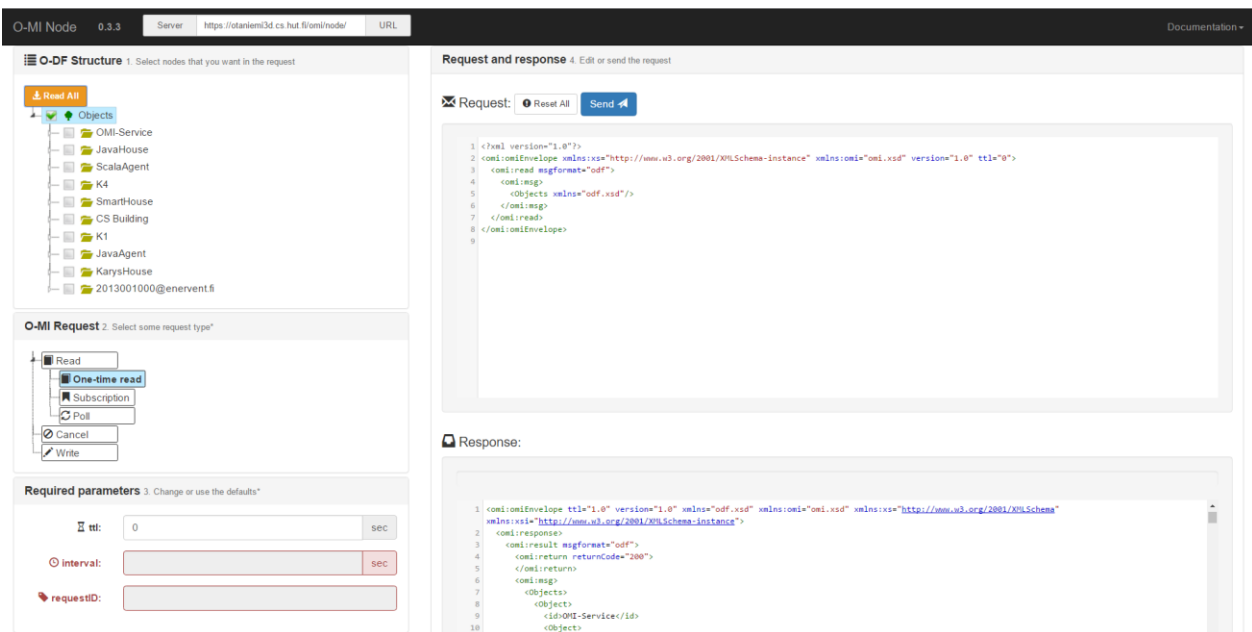 O-MI Node 0.3.3 Server https://otaniemi3d.cs.hut.fi/omi/node/ URL Documentation
O-DF Structure 1. Select nodes that you want in the request
Read All
Objects
OMI-Service
JavaHouse
ScalaAgent
K4
SmartHouse
CS Building
K1
JavaAgent
KarysHouse
2013001000@enervent.fi
O-MI Request 2. Select some request type*
Read
One-time read
Subscription
Poll
Cancel
Write
Required parameters 3. Change or use the defaults*
ttl: 0 sec
interval: sec
requestID:
Request and response 4. Edit or send the request
Request: Reset All Send
1 <?xml version="1.0"?>
2 <omi:omiEnvelope xmlns:xs="http://www.w3.org/2001/XMLSchema-instance" xmlns:omi="omi.xsd" version="1.0" ttl="0">
3 <omi:read msgformat="odf">
4 <omi:msg>
5 <Objects xmlns="odf.xsd"/>
6 </omi:msg>
7 </omi:read>
8 </omi:omiEnvelope>
9
Response:
1 <omi:omiEnvelope ttl="1.0" version="1.0" xmlns="odf.xsd" xmlns:omi="omi.xsd" xmlns:xs="http://www.w3.org/2001/XMLSchema"
xmlns:xsi="http://www.w3.org/2001/XMLSchema-instance">
2 <omi:response>
3 <omi:result msgformat="odf">
4 <omi:return returnCode="200">
5 </omi:return>
6 <omi:msg>
7 <Objects>
8 <Object>
9 <id>OMI-Service</id>
10 <Object>